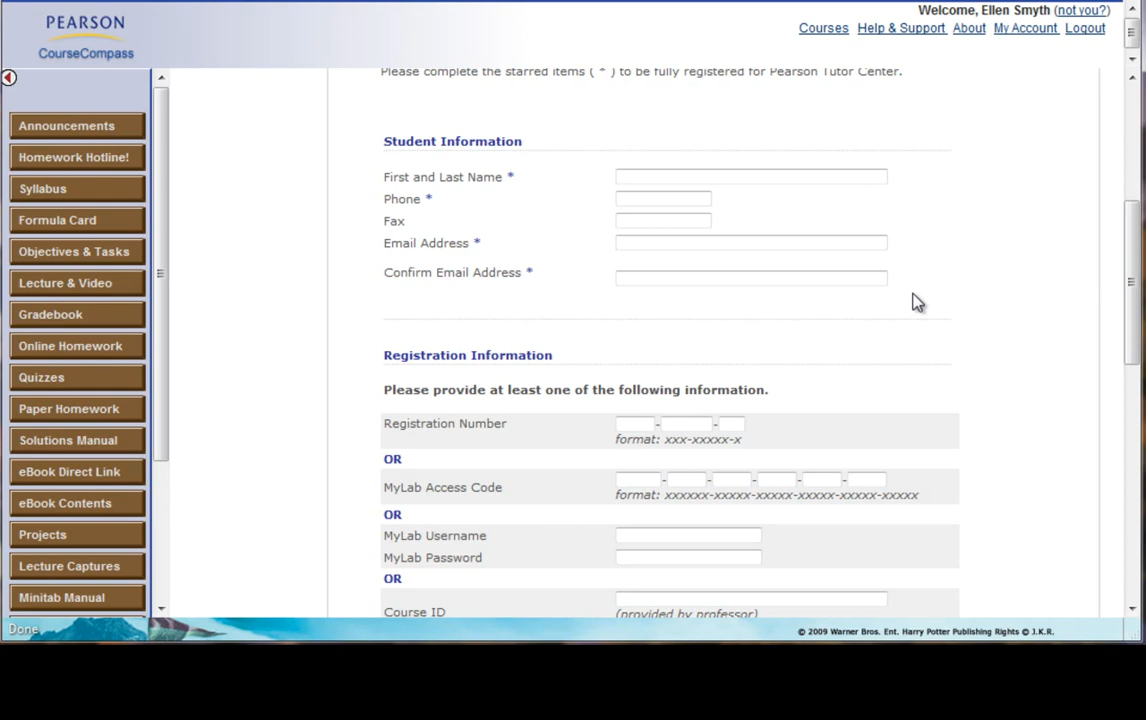 Welcome, Ellen Smyth (not you?)
PEARSON
CourseCompass
Courses Help & Support About My Account Logout
Please complete the starred items ( * ) to be fully registered for Pearson Tutor Center.
Announcements
Homework Hotline!
Syllabus
Formula Card
Objectives & Tasks
Lecture & Video
Gradebook
Online Homework
Quizzes
Paper Homework
Solutions Manual
eBook Direct Link
eBook Contents
Projects
Lecture Captures
Minitab Manual
Student Information
First and Last Name *
Phone *
Fax
Email Address *
Confirm Email Address *
Registration Information
Please provide at least one of the following information.
Registration Number - -
format: xxx-xxxxx-x
OR
MyLab Access Code - - - - -
format: xxxxxx-xxxxx-xxxxx-xxxxx-xxxxx-xxxxx
OR
MyLab Username
MyLab Password
OR
Course ID
(provided by professor)
Done
© 2009 Warner Bros. Ent. Harry Potter Publishing Rights © J.K.R.